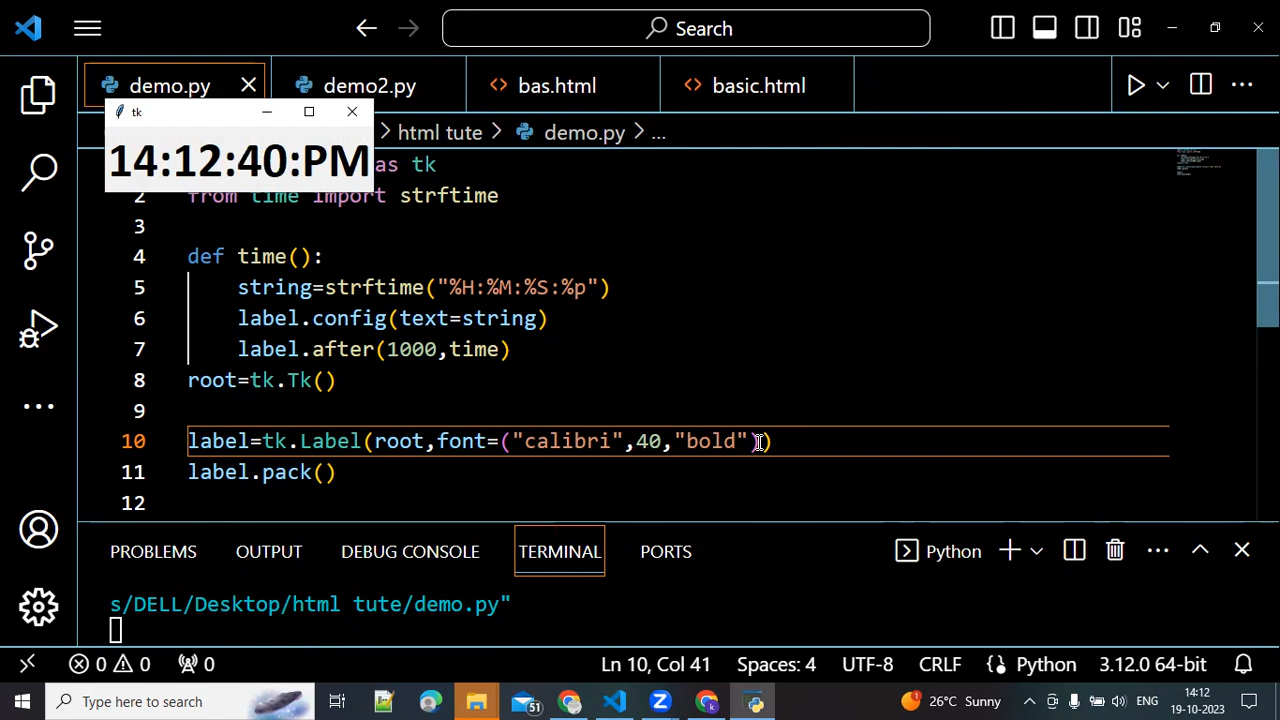 Search
demo.py
demo2.py
bas.html
basic.html
tk
html tute
demo.py
...
14:12:40:PM
as tk
2 from time import strftime
3
4 def time():
5 string=strftime("%H:%M:%S:%p")
6 label.config(text=string)
7 label.after(1000,time)
8 root=tk.Tk()
9
10 label=tk.Label(root,font=("calibri",40,"bold"))
11 label.pack()
12
PROBLEMS OUTPUT DEBUG CONSOLE TERMINAL PORTS Python
s/DELL/Desktop/html tute/demo.py"
0 0 0 Ln 10, Col 41 Spaces: 4 UTF-8 CRLF Python 3.12.0 64-bit
Type here to search 51 26°C Sunny ENG 14:12
19-10-2023